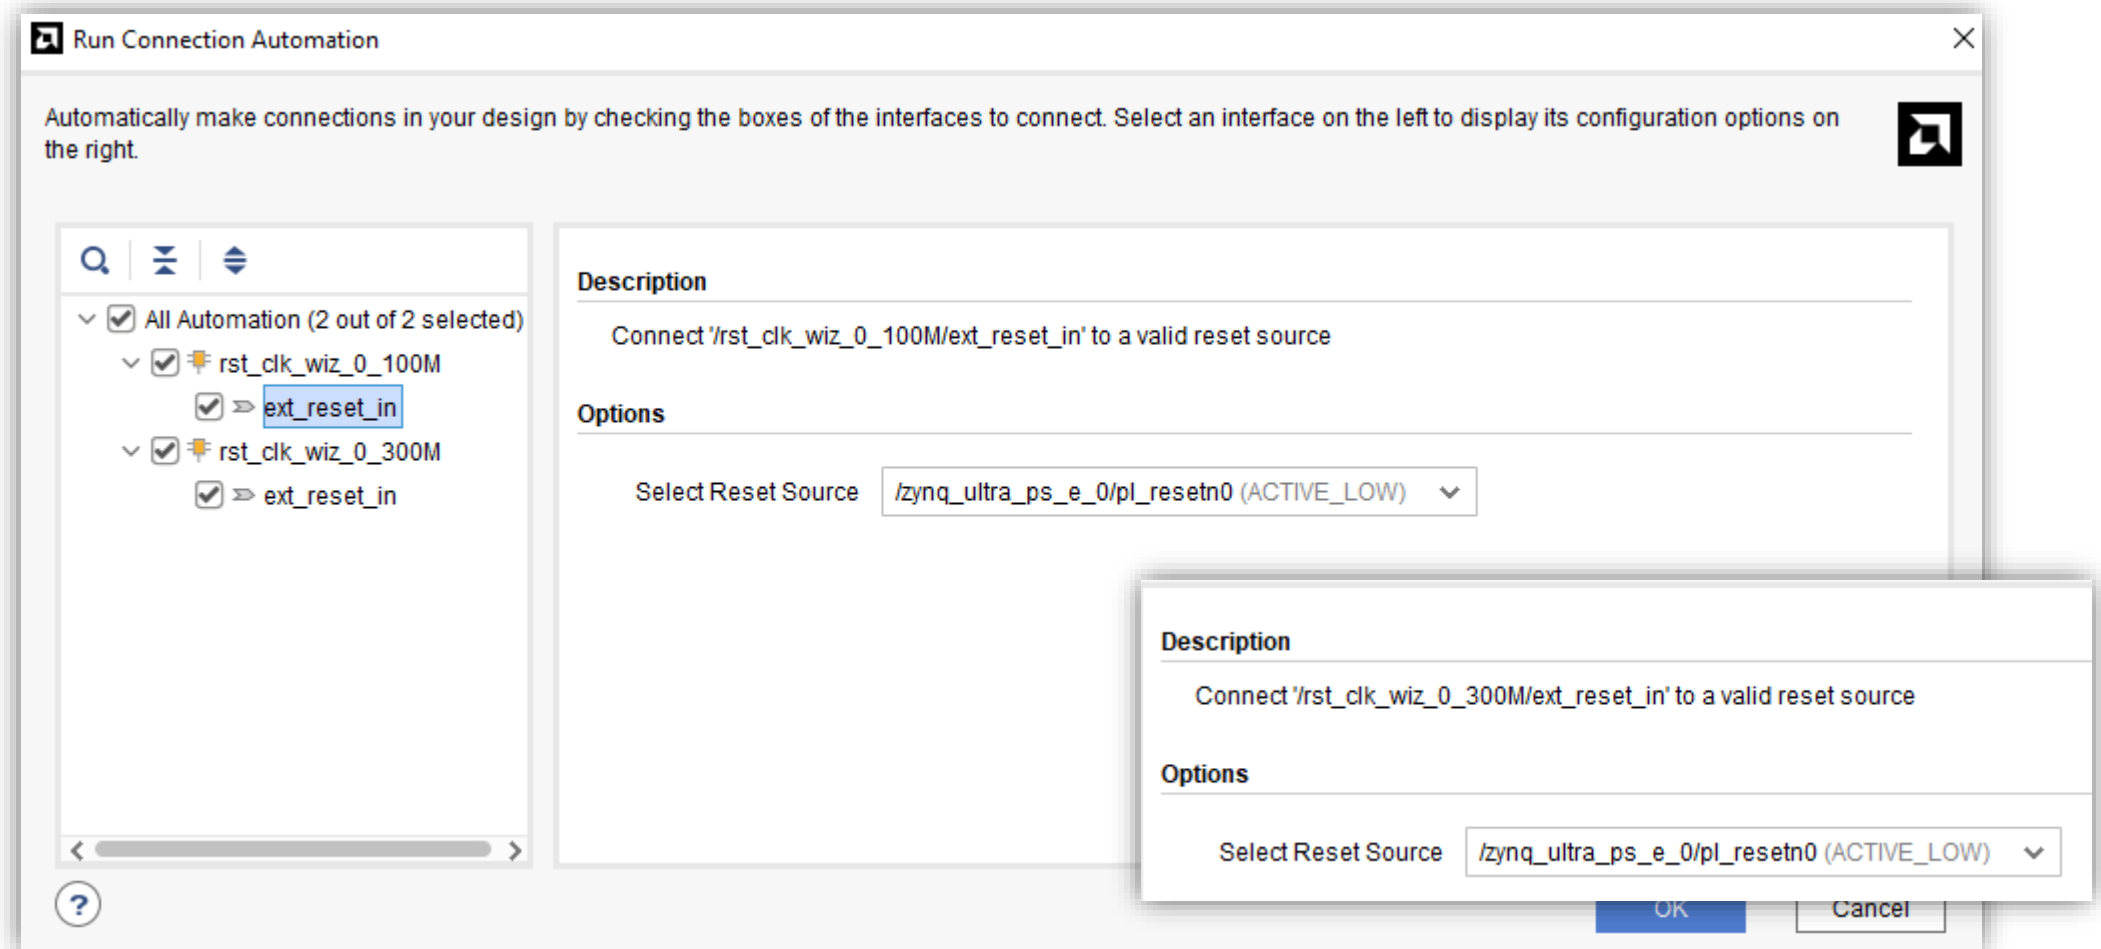 Run Connection Automation
Automatically make connections in your design by checking the boxes of the interfaces to connect. Select an interface on the left to display its configuration options on
the right.
All Automation (2 out of 2 selected)
rst_clk_wiz_0_100M
ext_reset_in
rst_clk_wiz_0_300M
ext_reset_in
Description
Connect '/rst_clk_wiz_0_100M/ext_reset_in' to a valid reset source
Options
Select Reset Source /zynq_ultra_ps_e_0/pl_resetn0 (ACTIVE_LOW)
Description
Connect '/rst_clk_wiz_0_300M/ext_reset_in' to a valid reset source
Options
Select Reset Source /zynq_ultra_ps_e_0/pl_resetn0 (ACTIVE_LOW)
?
OK Cancel